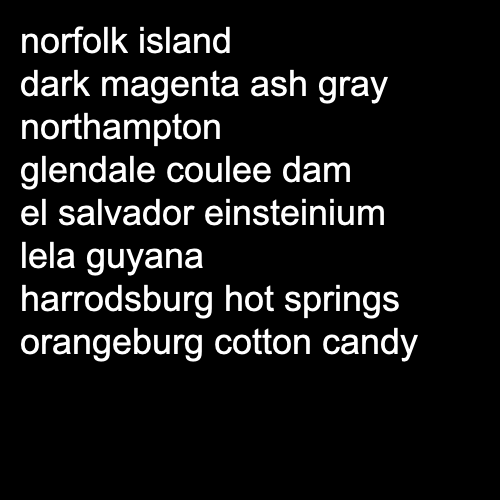 norfolk island
dark magenta ash gray
northampton
glendale coulee dam
el salvador einsteinium
lela guyana
harrodsburg hot springs
orangeburg cotton candy